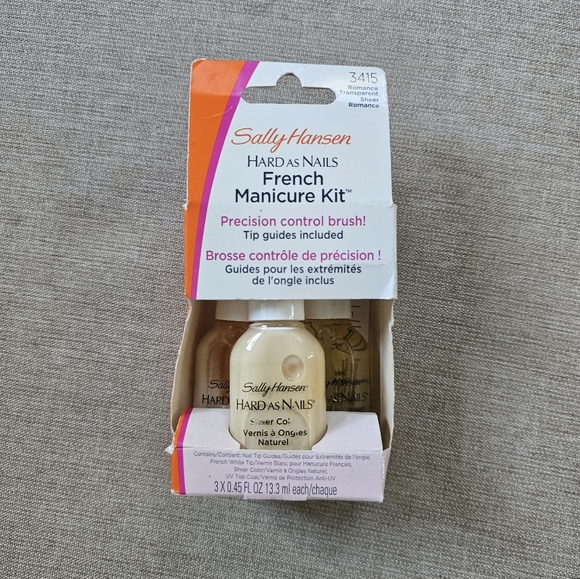 3415
Romance
Transparent
Sheer
Romance
Sally Hansen
HARD AS NAILS
French
Manicure Kit™
Precision control brush!
Tip guides included
Brosse contrôle de précision !
Guides pour les extrémités
de l'ongle inclus
Sally Hansen®
HARD AS NAILS®
Sheer Col
Vernis à Ongles
Naturel
Sally
HARD
Hansen
AS NAILS
Contains/Contient: Nail Tip Guides/Guides pour Extrémités de l'ongle,
French White Tip/Vernis Blanc pour Manucure Français,
Sheer Color/Vernis à Ongles Naturel,
UV Top Coat/Vernis de Protection Anti-UV
3 X 0.45 FL OZ 13.3 ml each/chaque